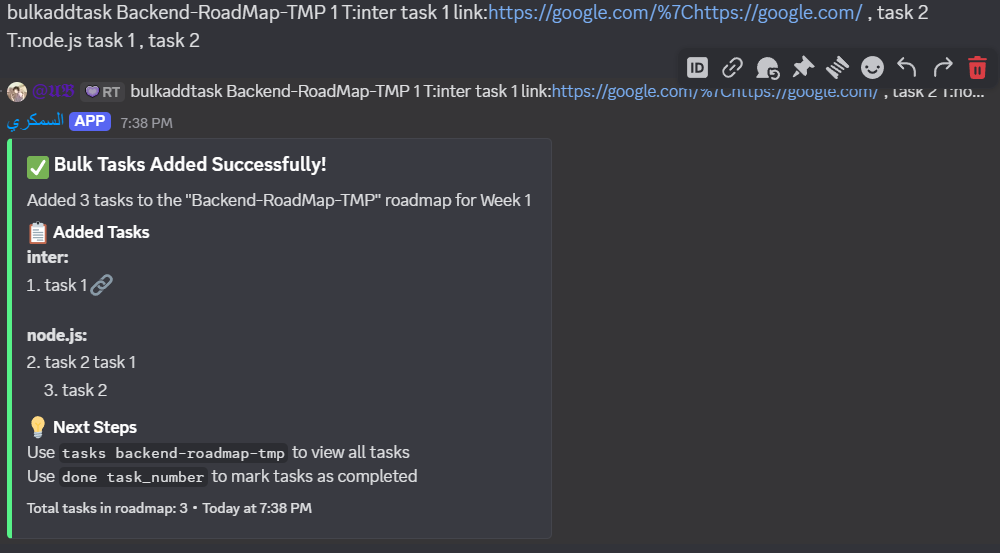 bulkaddtask Backend-RoadMap-TMP 1 T:inter task 1 link:https://google.com/%7Chttps://google.com/ , task 2
T:node.js task 1 , task 2
ID
RT bulkaddtask Backend-RoadMap-TMP 1 T:inter task 1 link:https://google.com/%7Chttps://google.com/ , task 2 T:no...
السمكري APP 7:38 PM
Bulk Tasks Added Successfully!
Added 3 tasks to the "Backend-RoadMap-TMP" roadmap for Week 1
Added Tasks
inter:
1. task 1
node.js:
2. task 2 task 1
3. task 2
Next Steps
Use tasks backend-roadmap-tmp to view all tasks
Use done task_number to mark tasks as completed
Total tasks in roadmap: 3 • Today at 7:38 PM